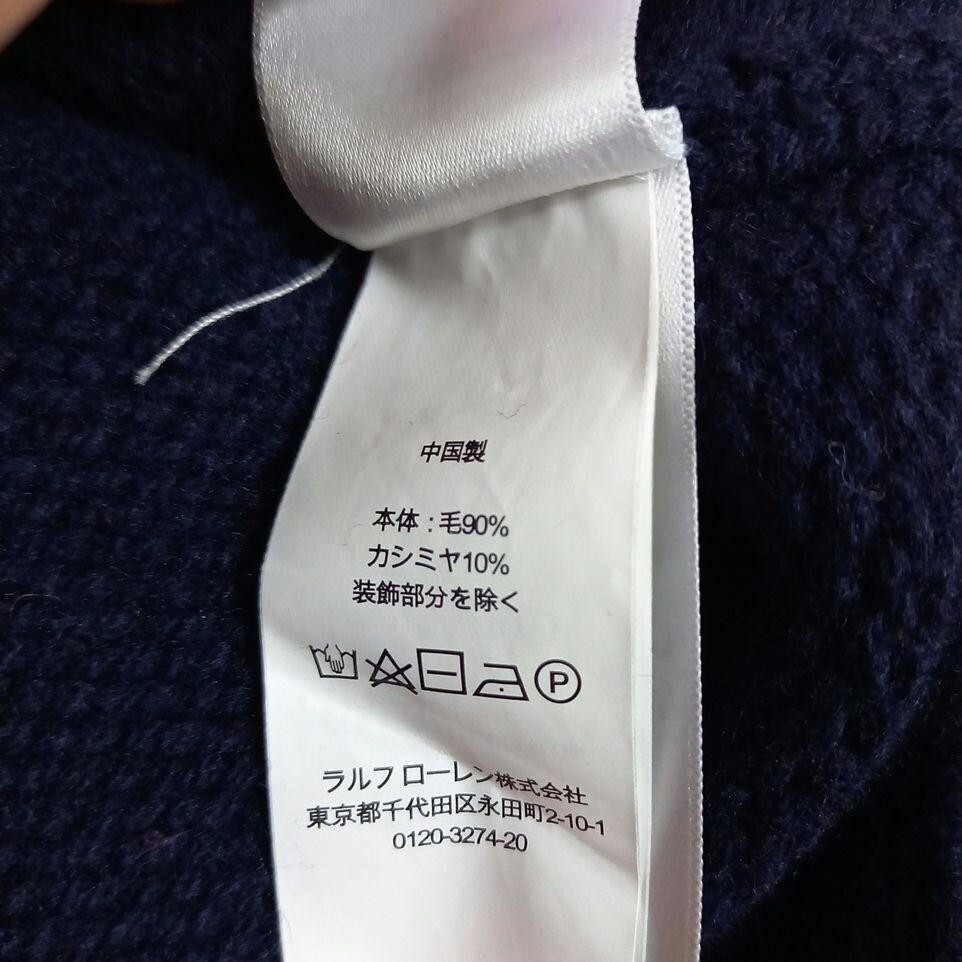 中国製
本体：毛90%
カシミヤ10%
装飾部分を除く
P
ラルフ ローレン株式会社
東京都千代田区永田町2-10-1
0120-3274-20